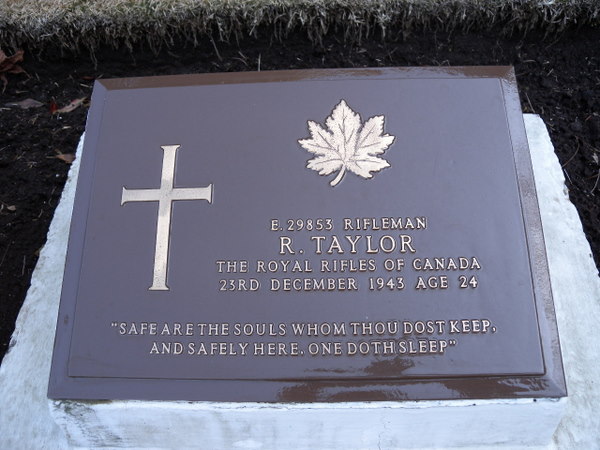 E. 29853 RIFLEMAN
R. TAYLOR
THE ROYAL RIFLES OF CANADA
23RD DECEMBER 1943 AGE 24
"SAFE ARE THE SOULS WHOM THOU DOST KEEP,
AND SAFELY HERE, ONE DOTH SLEEP"